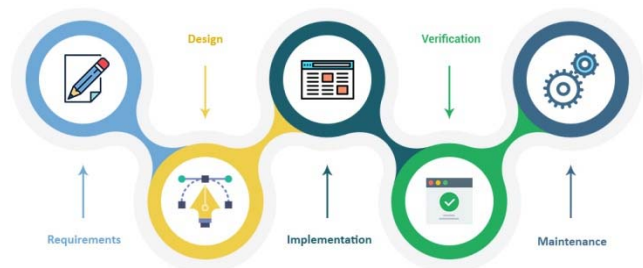 Requirements
Design
Implementation
Verification
Maintenance